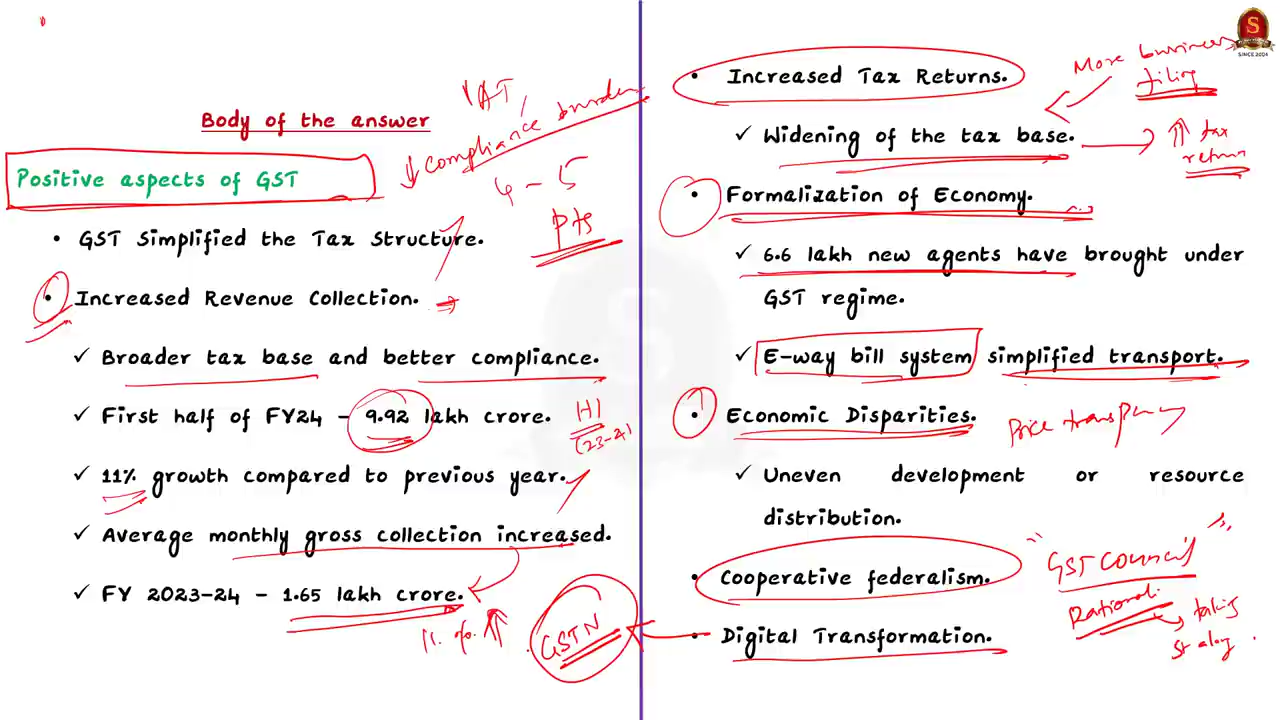 Body of the answer
VAT,
↓ compliance burden
4 - 5
Pts
Positive aspects of GST
• GST Simplified the Tax Structure.
• Increased Revenue Collection.
✓ Broader tax base and better compliance.
✓ First half of FY24 - 9.92 lakh crore.
H1
(23-24)
✓ 11% growth compared to previous year.
✓ Average monthly gross collection increased.
✓ FY 2023-24 - 1.65 lakh crore.
GSTN
S
SINCE 2004
• Increased Tax Returns.
More business
filing
✓ Widening of the tax base.
⇑ tax
return
• Formalization of Economy.
✓ 6.6 lakh new agents have brought under
GST regime.
✓ E-way bill system simplified transport.
• Economic Disparities.
Price transparency
✓ Uneven development or resource
distribution.
• Cooperative federalism.
GST Council
taking
• Digital Transformation.